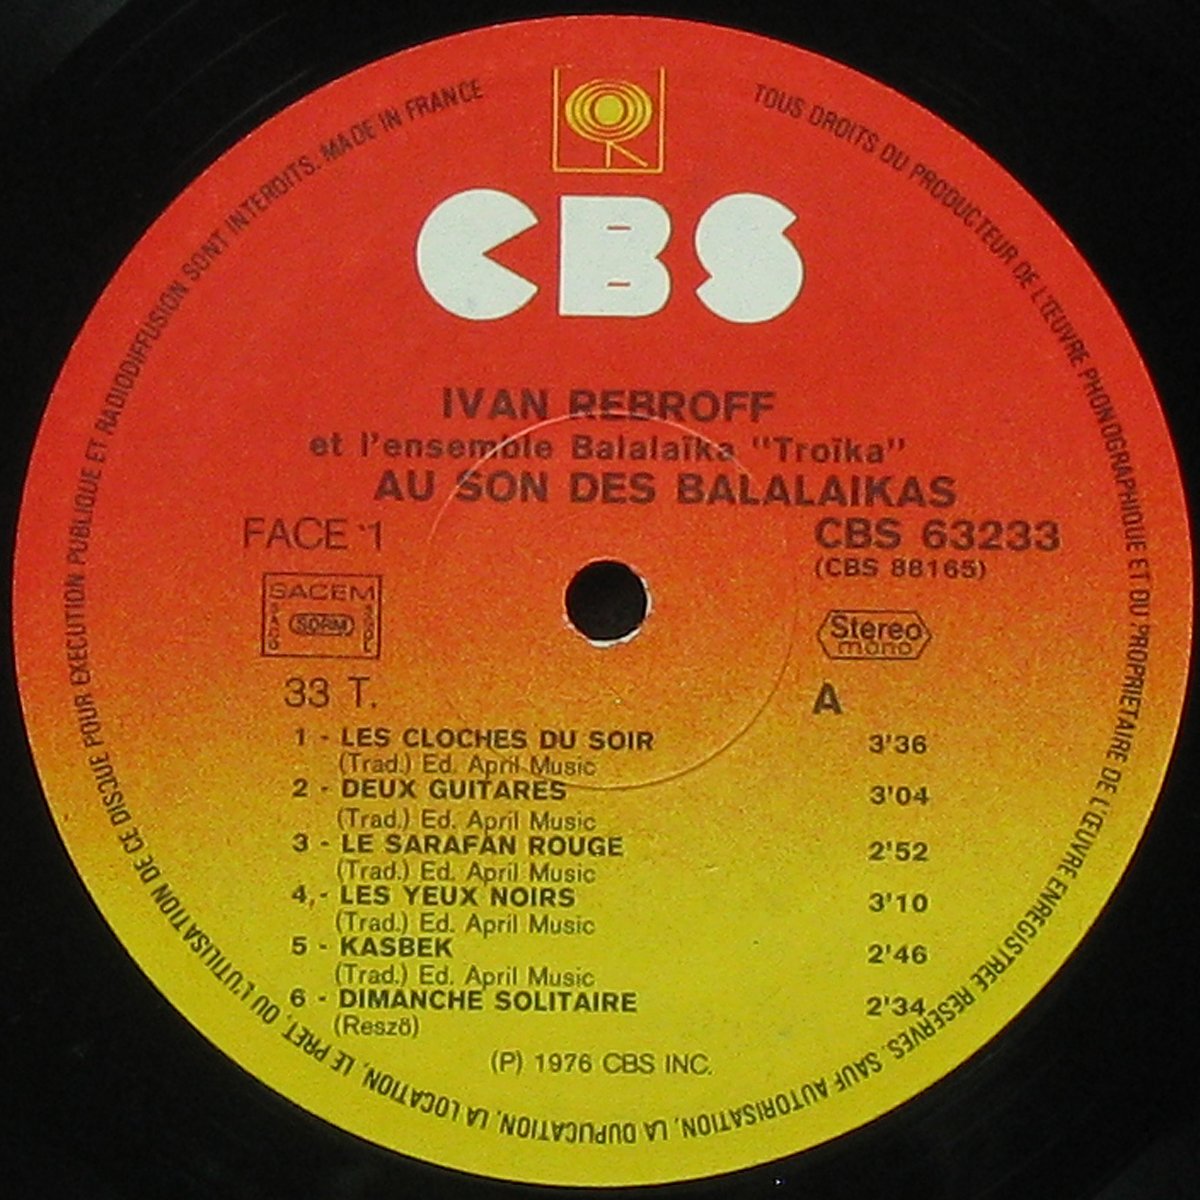 CBS
IVAN REBROFF
et l'ensemble Balalaïka "Troïka"
AU SON DES BALALAIKAS
FACE 1
CBS 63233
(CBS 88165)
SACEM
SACD
SDRM
SGDL
Stereo
mono
33 T.
A
1 - LES CLOCHES DU SOIR 3'36
(Trad.) Ed. April Music
2 - DEUX GUITARES 3'04
(Trad.) Ed. April Music
3 - LE SARAFAN ROUGE 2'52
(Trad.) Ed. April Music
4 - LES YEUX NOIRS 3'10
(Trad.) Ed. April Music
5 - KASBEK 2'46
(Trad.) Ed. April Music
6 - DIMANCHE SOLITAIRE 2'34
(Reszö)
(P) 1976 CBS INC.
TOUS DROITS DU PRODUCTEUR DE L'ŒUVRE PHONOGRAPHIQUE ET DU PROPRIETAIRE DE L'ŒUVRE ENREGISTREE RESERVES. SAUF AUTORISATION, LA DUPLICATION, LA LOCATION, LE PRET, OU L'UTILISATION DE CE DISQUE POUR EXECUTION PUBLIQUE ET RADIODIFFUSION SONT INTERDITS. MADE IN FRANCE